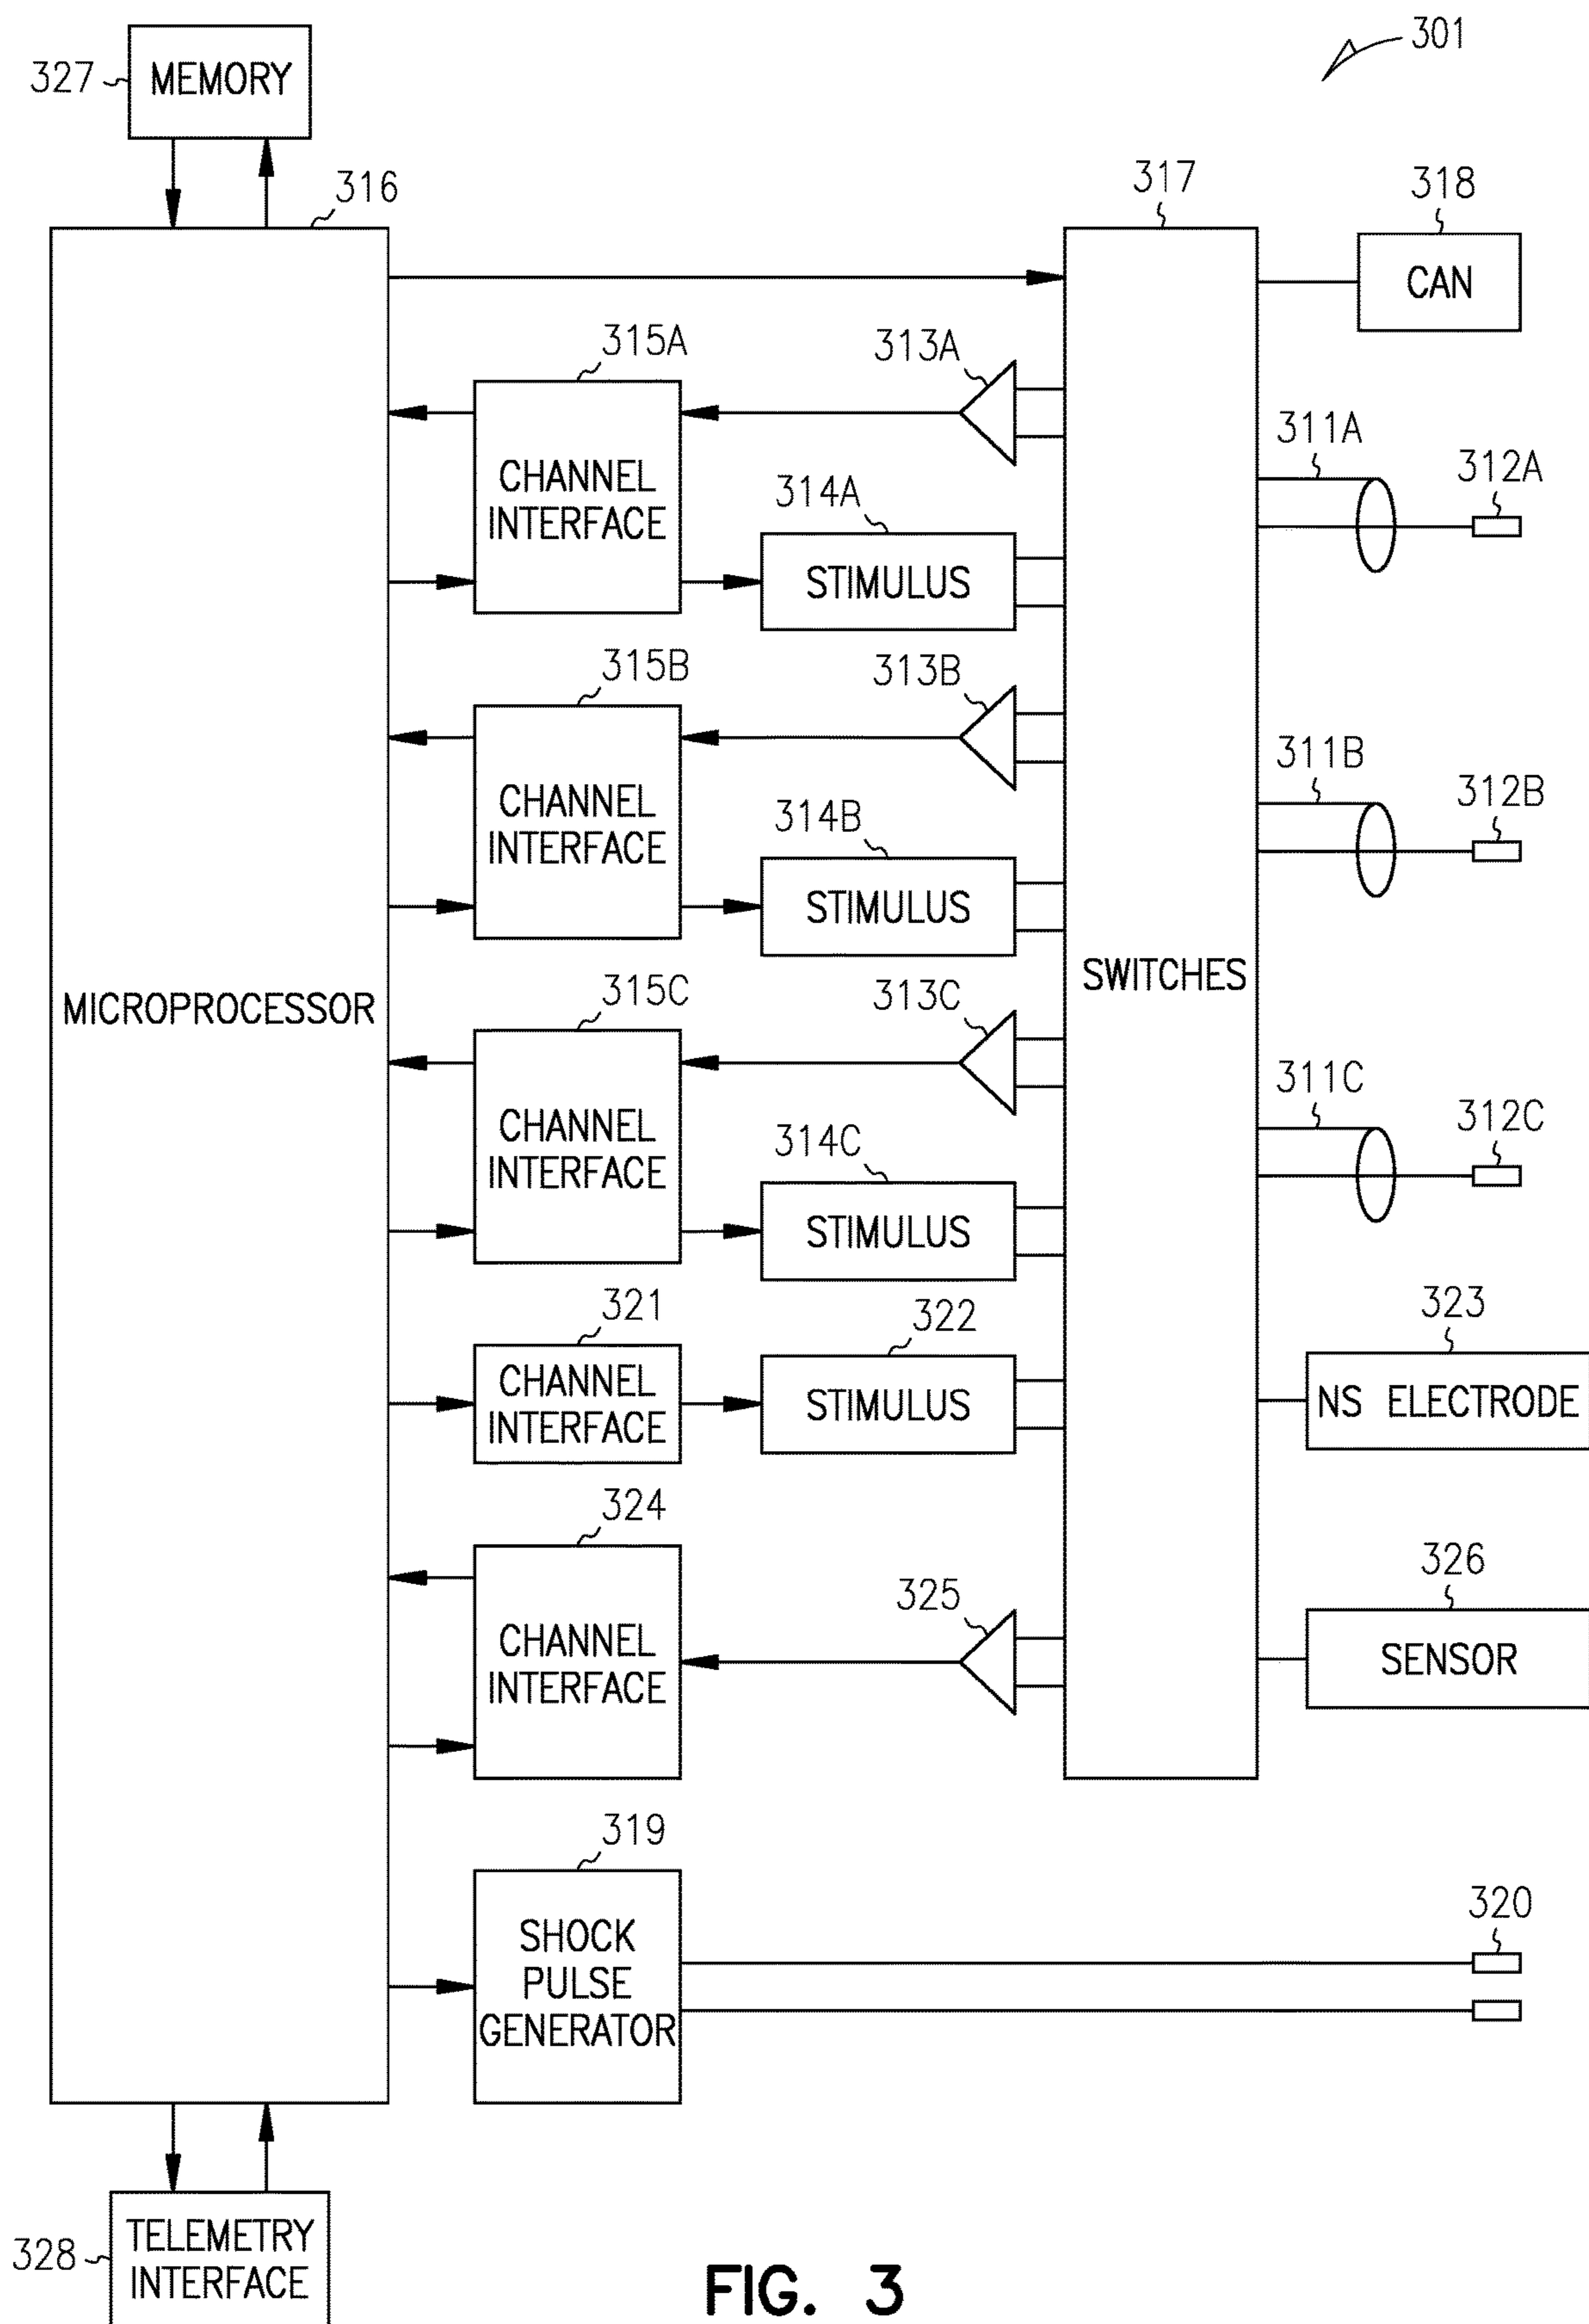 301
327
MEMORY
316
317
318
CAN
315A
313A
311A
312A
CHANNEL
INTERFACE
314A
STIMULUS
315B
313B
311B
312B
CHANNEL
INTERFACE
314B
STIMULUS
SWITCHES
MICROPROCESSOR
315C
313C
311C
312C
CHANNEL
INTERFACE
314C
STIMULUS
321
322
323
CHANNEL
INTERFACE
STIMULUS
NS ELECTRODE
324
325
326
CHANNEL
INTERFACE
SENSOR
319
320
SHOCK
PULSE
GENERATOR
328
TELEMETRY
INTERFACE
FIG. 3